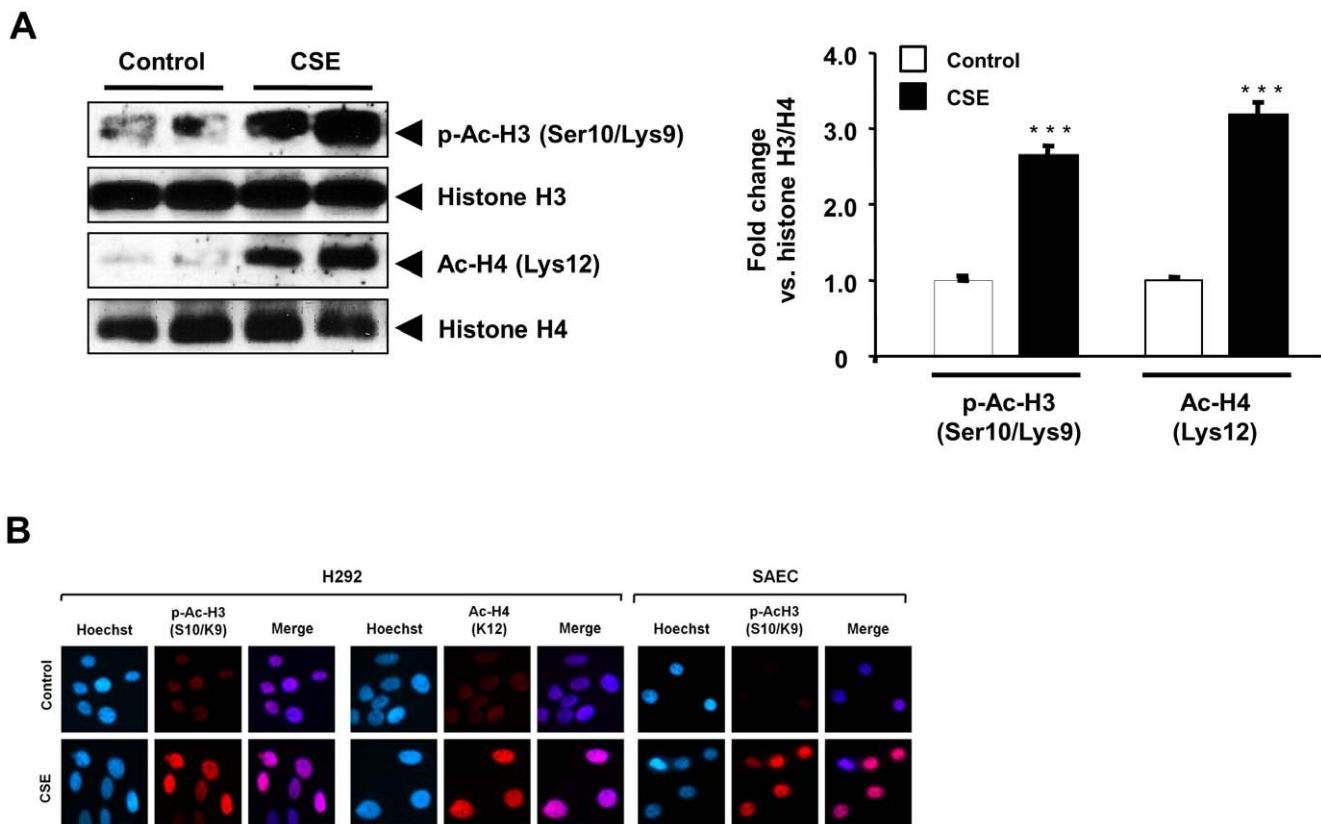 A
Control CSE
p-Ac-H3 (Ser10/Lys9)
Histone H3
Ac-H4 (Lys12)
Histone H4
Fold change
vs. histone H3/H4
4.0
3.0
2.0
1.0
0
Control
CSE
* * *
* * *
p-Ac-H3
(Ser10/Lys9)
Ac-H4
(Lys12)
B
H292 SAEC
Hoechst
p-Ac-H3
(S10/K9)
Merge
Hoechst
Ac-H4
(K12)
Merge
Hoechst
p-AcH3
(S10/K9)
Merge
Control
CSE